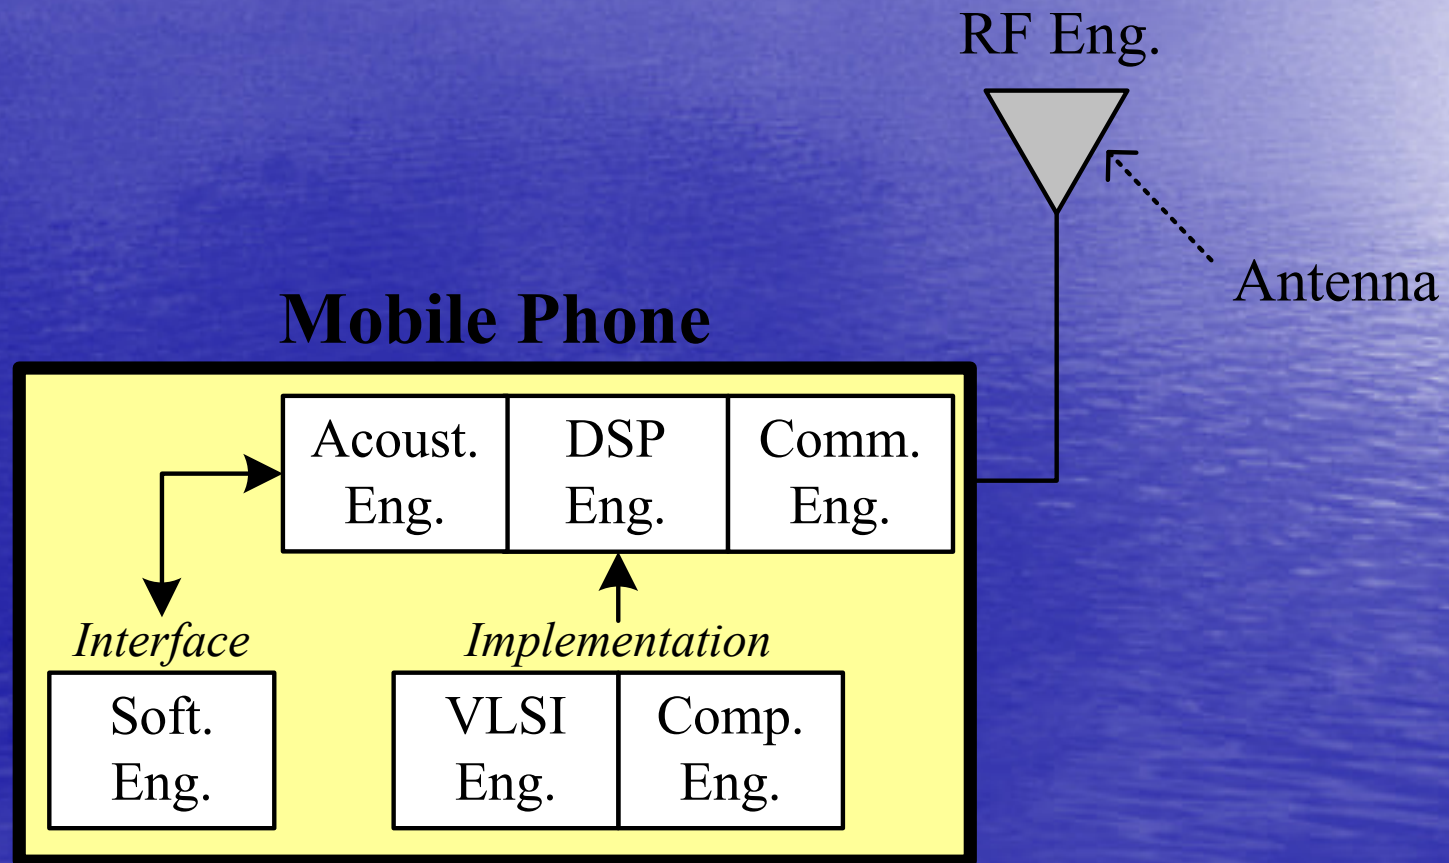 RF Eng.
Antenna
Mobile Phone
Acoust.
Eng.
DSP
Eng.
Comm.
Eng.
Interface
Implementation
Soft.
Eng.
VLSI
Eng.
Comp.
Eng.